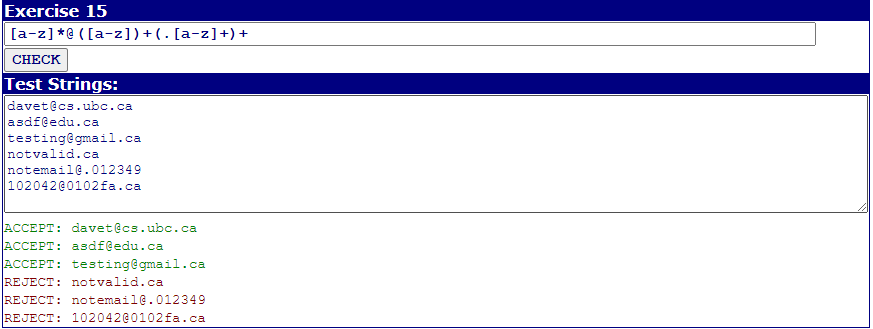 Exercise 15
[a-z]*@([a-z])+(.[a-z]+)+
CHECK
Test Strings:
davet@cs.ubc.ca
asdf@edu.ca
testing@gmail.ca
notvalid.ca
notemail@.012349
102042@0102fa.ca
ACCEPT: davet@cs.ubc.ca
ACCEPT: asdf@edu.ca
ACCEPT: testing@gmail.ca
REJECT: notvalid.ca
REJECT: notemail@.012349
REJECT: 102042@0102fa.ca